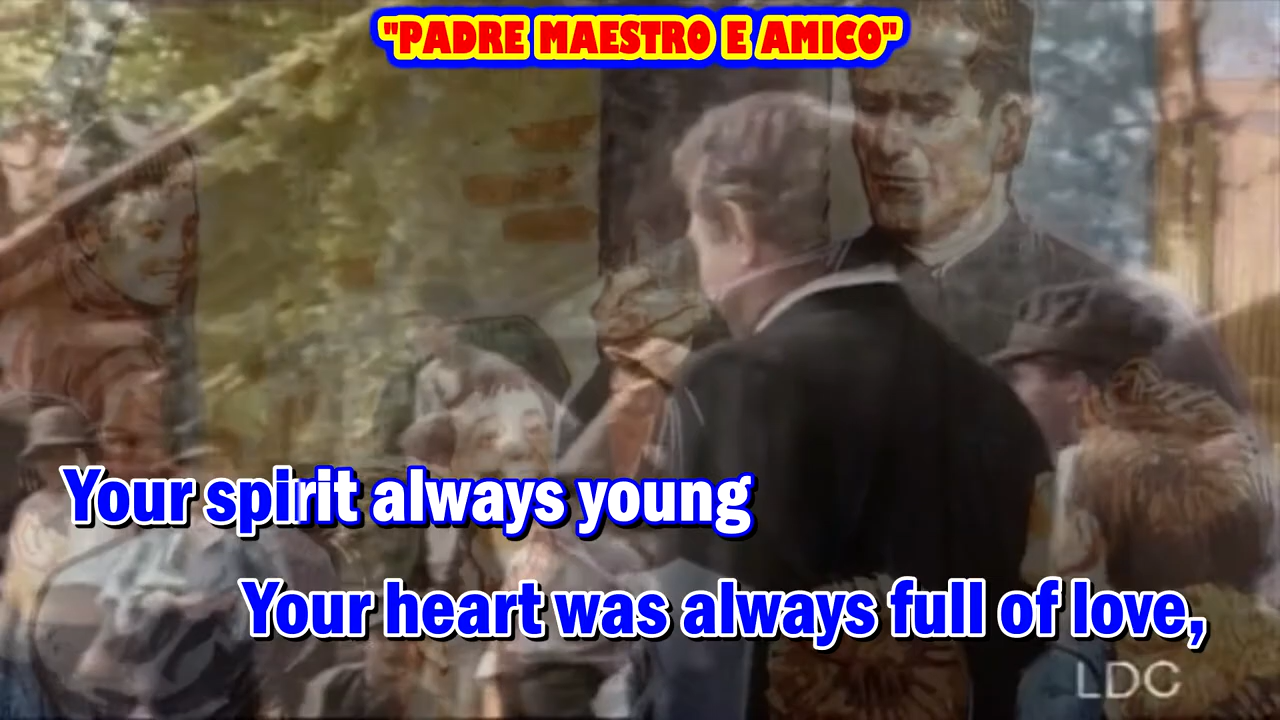 "PADRE MAESTRO E AMICO"
Your spirit always young
Your heart was always full of love,
LDC